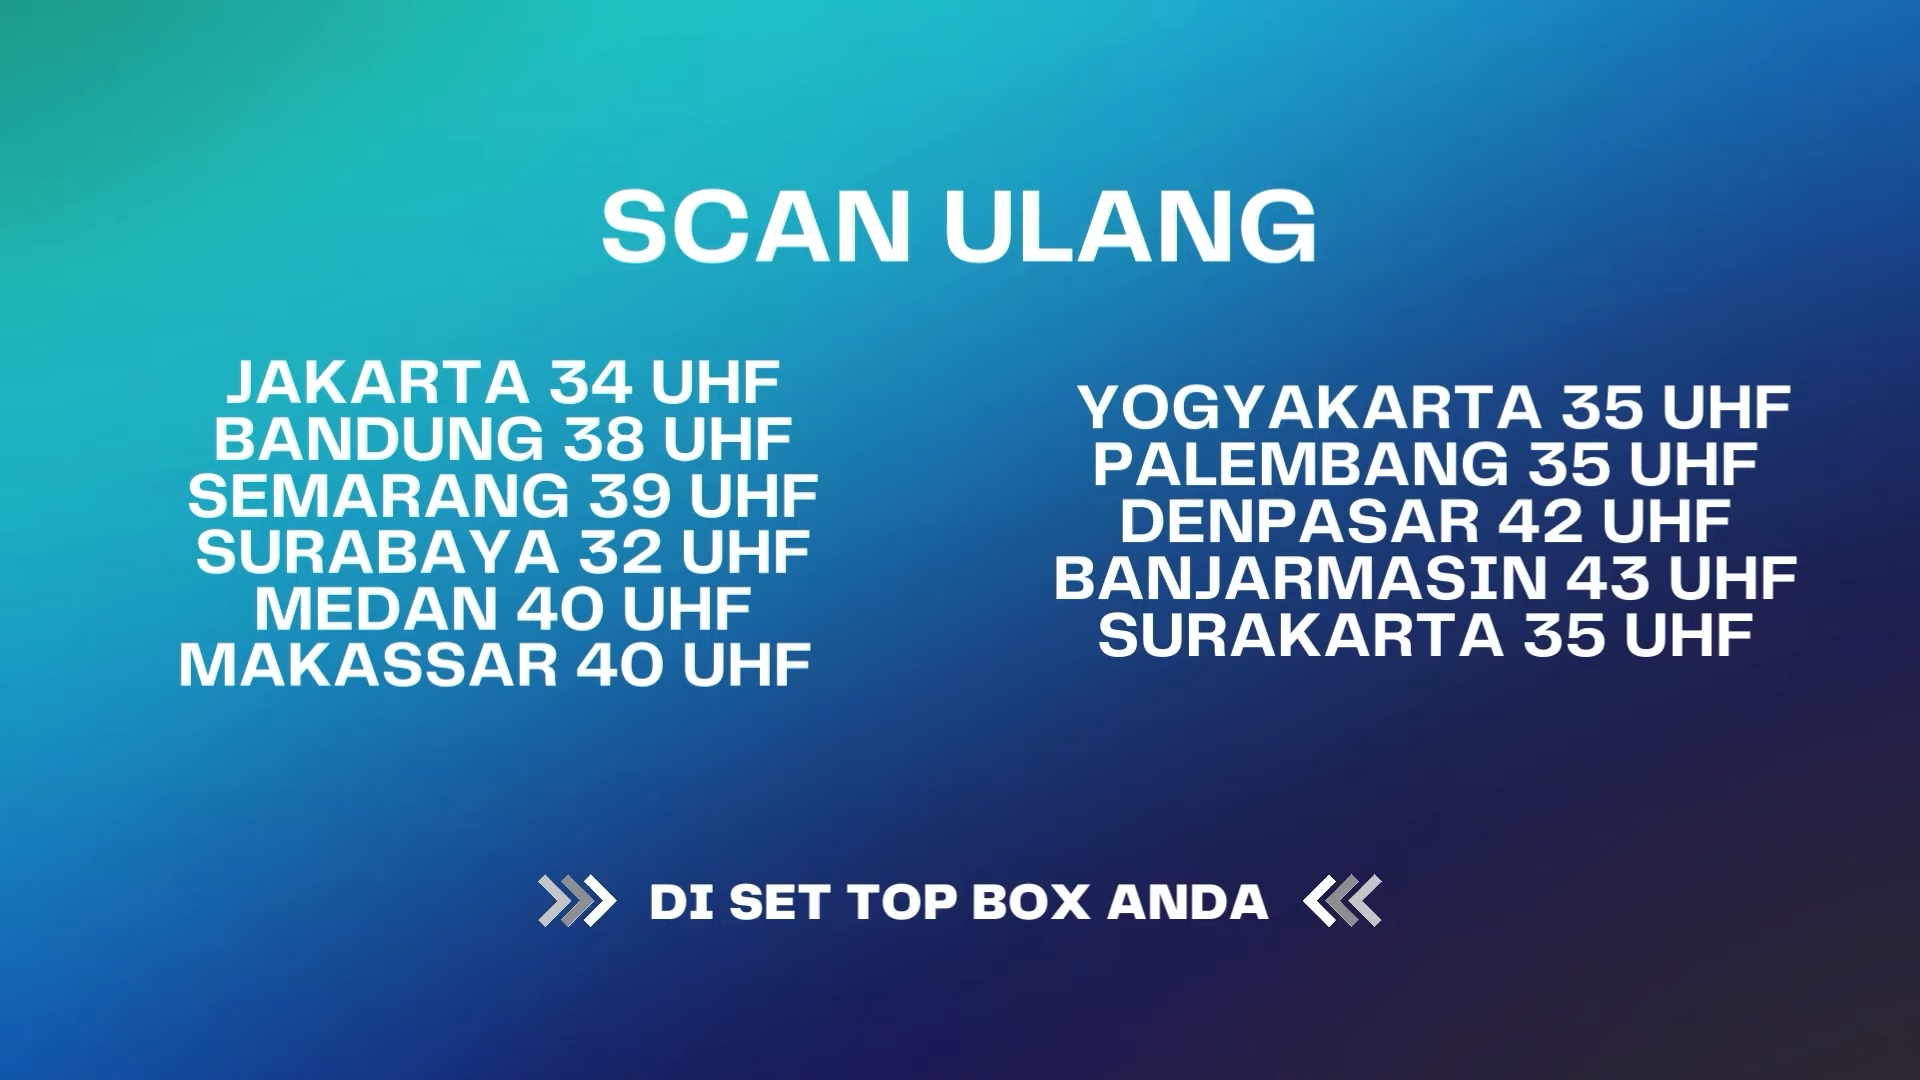 SCAN ULANG
JAKARTA 34 UHF
BANDUNG 38 UHF
SEMARANG 39 UHF
SURABAYA 32 UHF
MEDAN 40 UHF
MAKASSAR 40 UHF
YOGYAKARTA 35 UHF
PALEMBANG 35 UHF
DENPASAR 42 UHF
BANJARMASIN 43 UHF
SURAKARTA 35 UHF
DI SET TOP BOX ANDA